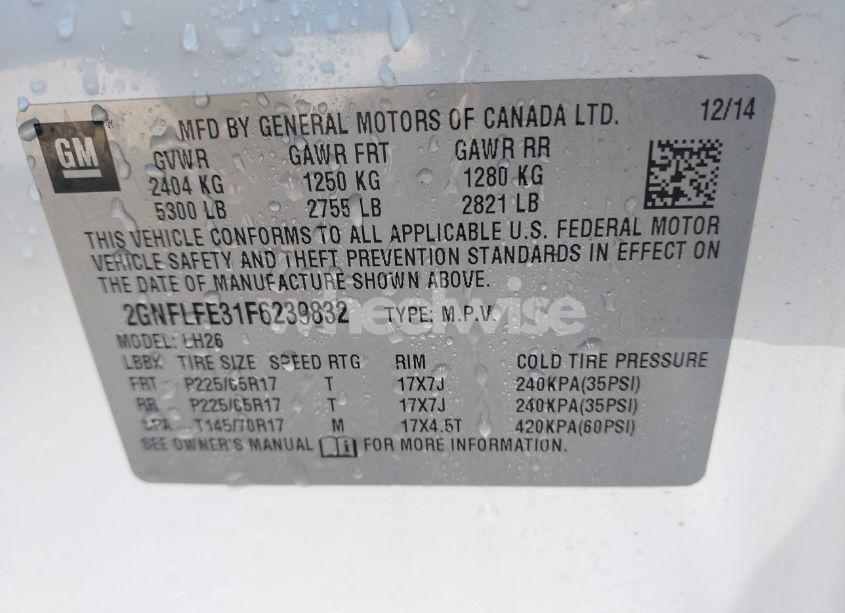 GM
MFD BY GENERAL MOTORS OF CANADA LTD. 12/14
GVWR GAWR FRT GAWR RR
2404 KG 1250 KG 1280 KG
5300 LB 2755 LB 2821 LB
THIS VEHICLE CONFORMS TO ALL APPLICABLE U.S. FEDERAL MOTOR
VEHICLE SAFETY AND THEFT PREVENTION STANDARDS IN EFFECT ON
THE DATE OF MANUFACTURE SHOWN ABOVE.
2GNFLFE31F6239832 TYPE: M.P.V.
wheelwise
MODEL: LH26
LBBX TIRE SIZE SPEED RTG RIM COLD TIRE PRESSURE
FRT P225/65R17 T 17X7J 240KPA(35PSI)
RR P225/65R17 T 17X7J 240KPA(35PSI)
SPA T145/70R17 M 17X4.5T 420KPA(60PSI)
SEE OWNER'S MANUAL FOR MORE INFORMATION.